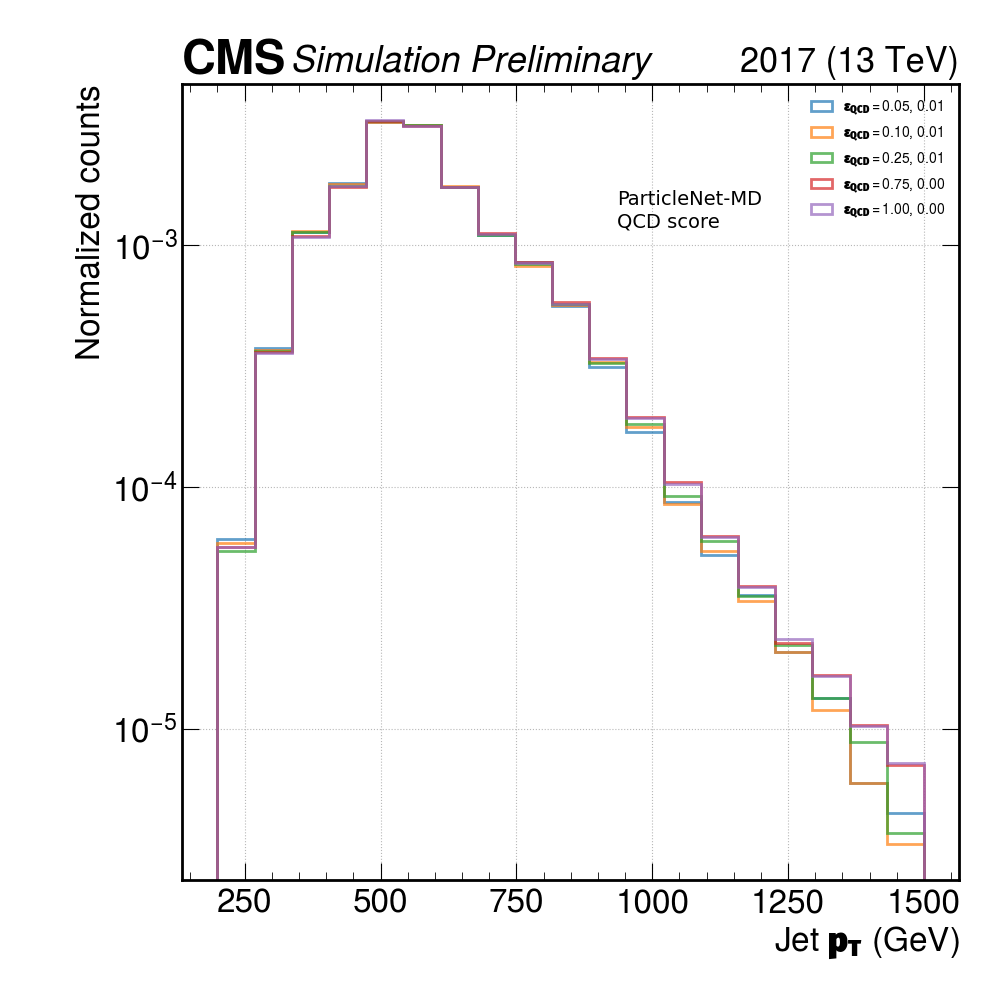 CMS Simulation Preliminary 2017 (13 TeV)
Normalized counts
ε_QCD = 0.05, 0.01
ε_QCD = 0.10, 0.01
ε_QCD = 0.25, 0.01
ε_QCD = 0.75, 0.00
ε_QCD = 1.00, 0.00
ParticleNet-MD
QCD score
10⁻³
10⁻⁴
10⁻⁵
250 500 750 1000 1250 1500
Jet p_T (GeV)